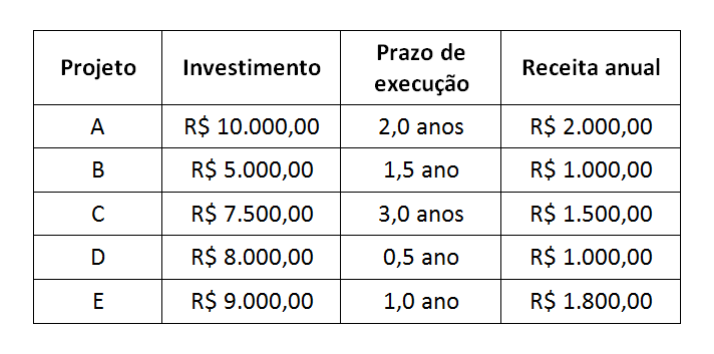 Projeto Investimento Prazo de execução Receita anual
A R$ 10.000,00 2,0 anos R$ 2.000,00
B R$ 5.000,00 1,5 ano R$ 1.000,00
C R$ 7.500,00 3,0 anos R$ 1.500,00
D R$ 8.000,00 0,5 ano R$ 1.000,00
E R$ 9.000,00 1,0 ano R$ 1.800,00